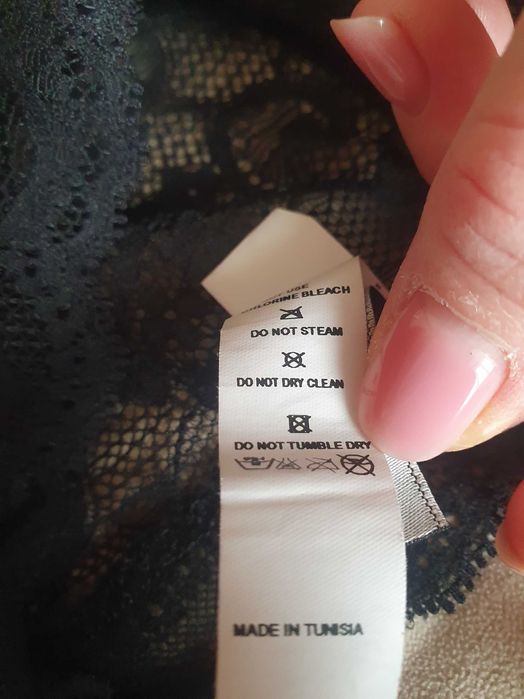 USE
CHLORINE BLEACH
DO NOT STEAM
DO NOT DRY CLEAN
DO NOT TUMBLE DRY
MADE IN TUNISIA